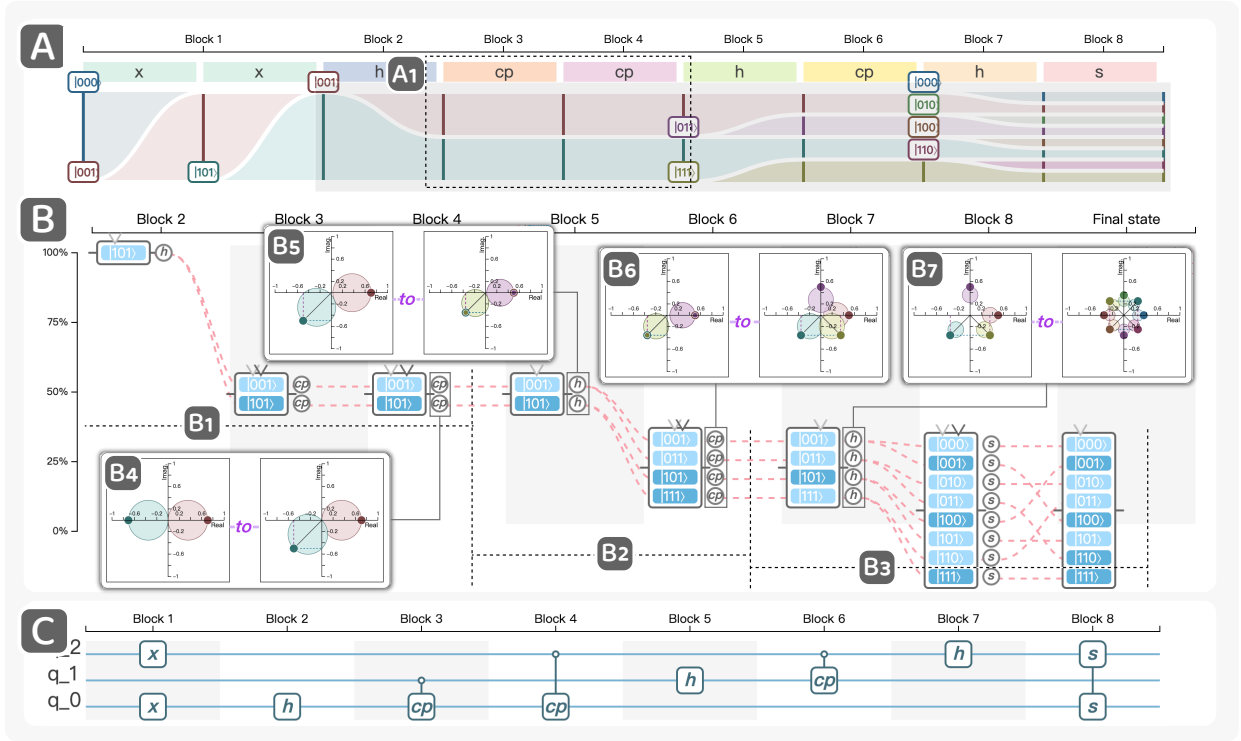 A
Block 1 Block 2 Block 3 Block 4 Block 5 Block 6 Block 7 Block 8
x x h A1 cp cp h cp h s
|000⟩ |001⟩ |000⟩
|010⟩
|011⟩ |100⟩
|110⟩
|001⟩ |101⟩ |111⟩
B
Block 2 Block 3 Block 4 Block 5 Block 6 Block 7 Block 8 Final state
100%
75%
50%
25%
0%
|101⟩ h
B5 to
B6 to
B7 to
|001⟩ cp |001⟩ cp |001⟩ h
|101⟩ cp |101⟩ cp |101⟩ h
B1
|001⟩ cp |001⟩ h |000⟩ s |000⟩
|011⟩ cp |011⟩ h |001⟩ s |001⟩
|101⟩ cp |101⟩ h |010⟩ s |010⟩
|111⟩ cp |111⟩ h |011⟩ s |011⟩
|100⟩ s |100⟩
|101⟩ s |101⟩
|110⟩ s |110⟩
|111⟩ s |111⟩
B4 to
B2
B3
C
Block 1 Block 2 Block 3 Block 4 Block 5 Block 6 Block 7 Block 8
_2 x h s
q_1 h cp
q_0 x h cp cp s